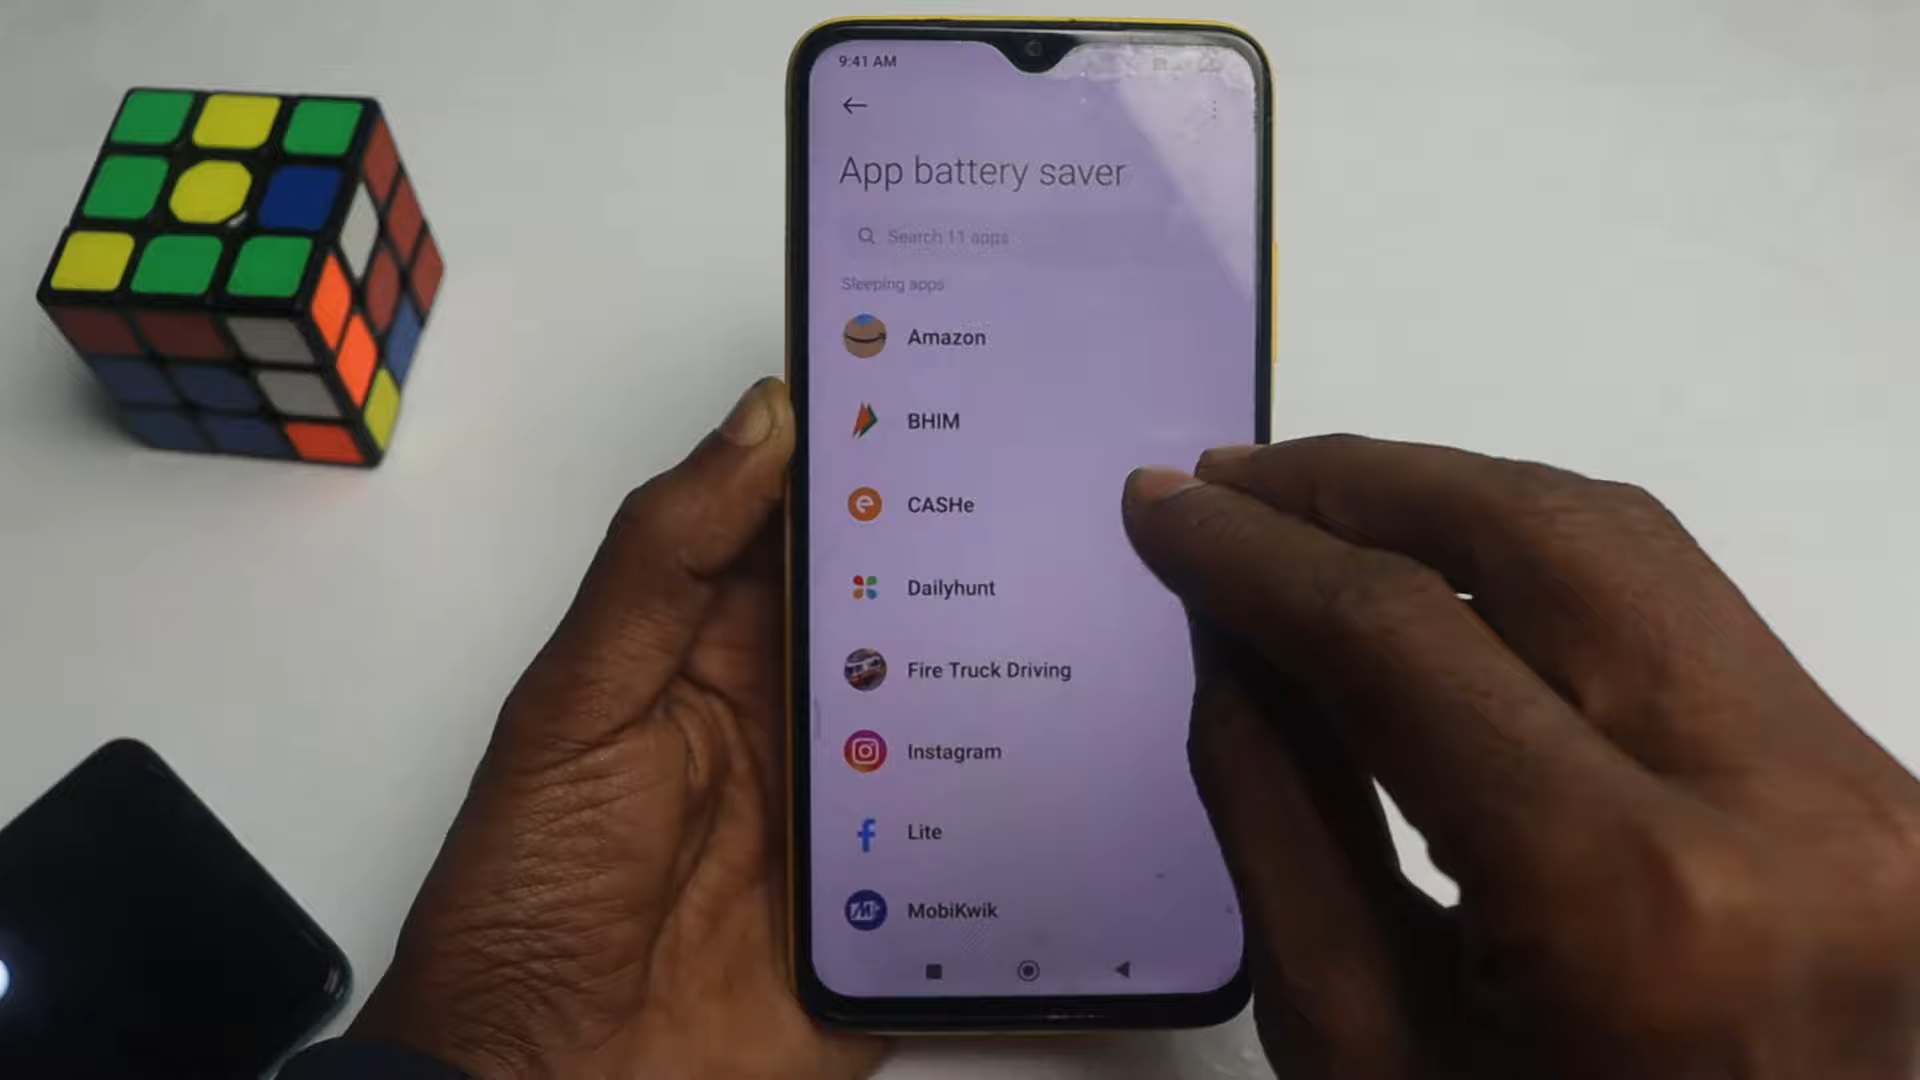 9:41 AM
App battery saver
Search 11 apps
Sleeping apps
Amazon
BHIM
CASHe
Dailyhunt
Fire Truck Driving
Instagram
Lite
MobiKwik